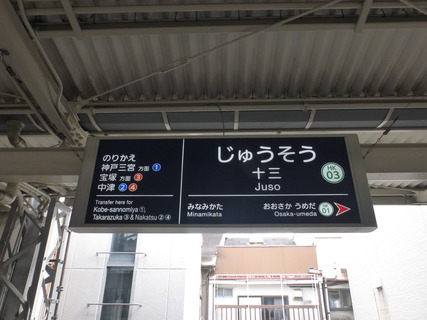 のりかえ
神戸三宮 方面 1
宝塚 方面 3
中津 2 4
Transfer here for
Kobe-sannomiya ①,
Takarazuka ③ & Nakatsu ② ④
じゅうそう
十三
Juso
HK
03
みなみかた
Minamikata
おおさか うめだ
Osaka-umeda
HK
01